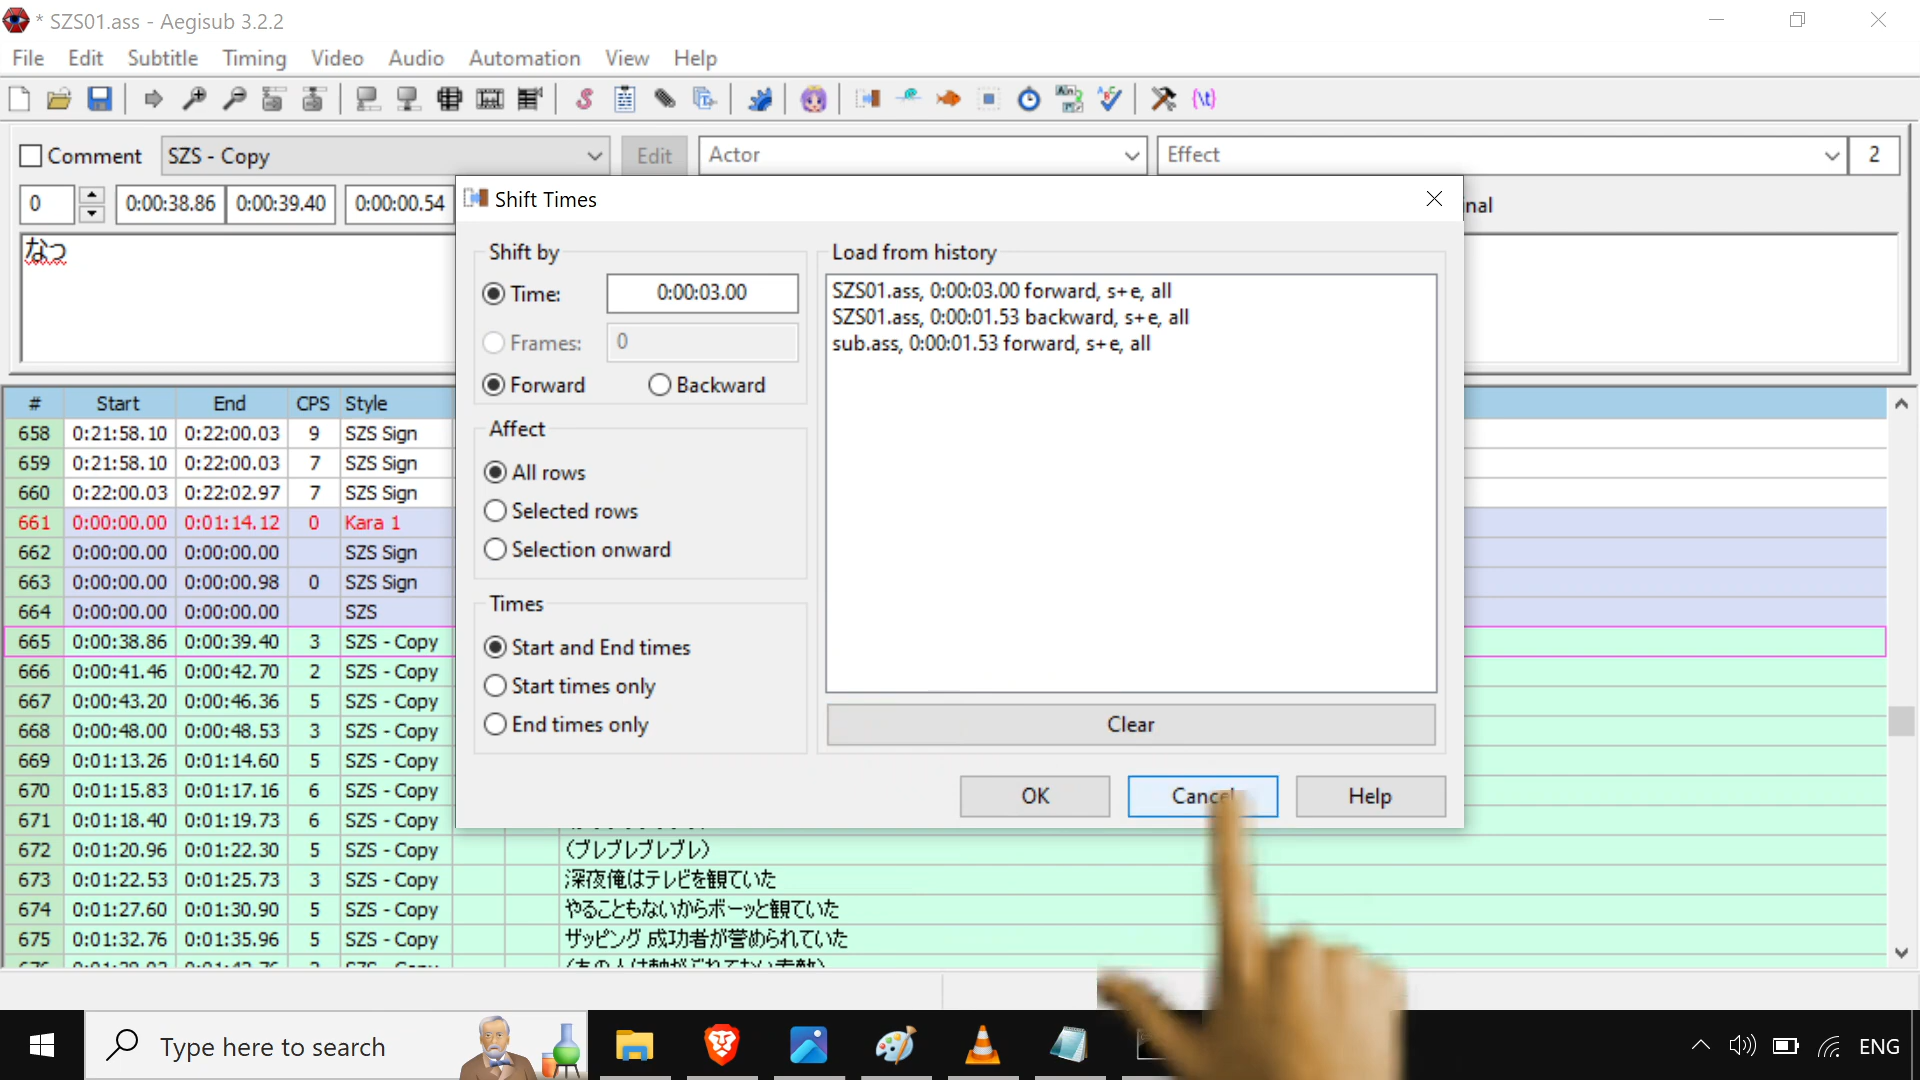 * SZS01.ass - Aegisub 3.2.2
File Edit Subtitle Timing Video Audio Automation View Help
Comment SZS - Copy Edit Actor Effect 2
0 0:00:38.86 0:00:39.40 0:00:00.54
なっ
Shift Times
Shift by
Time: 0:00:03.00
Frames: 0
Forward Backward
Affect
All rows
Selected rows
Selection onward
Times
Start and End times
Start times only
End times only
Load from history
SZS01.ass, 0:00:03.00 forward, s+e, all
SZS01.ass, 0:00:01.53 backward, s+e, all
sub.ass, 0:00:01.53 forward, s+e, all
Clear
OK Cancel Help
# Start End CPS Style
658 0:21:58.10 0:22:00.03 9 SZS Sign
659 0:21:58.10 0:22:00.03 7 SZS Sign
660 0:22:00.03 0:22:02.97 7 SZS Sign
661 0:00:00.00 0:01:14.12 0 Kara 1
662 0:00:00.00 0:00:00.00 SZS Sign
663 0:00:00.00 0:00:00.98 0 SZS Sign
664 0:00:00.00 0:00:00.00 SZS
665 0:00:38.86 0:00:39.40 3 SZS - Copy
666 0:00:41.46 0:00:42.70 2 SZS - Copy
667 0:00:43.20 0:00:46.36 5 SZS - Copy
668 0:00:48.00 0:00:48.53 3 SZS - Copy
669 0:01:13.26 0:01:14.60 5 SZS - Copy
670 0:01:15.83 0:01:17.16 6 SZS - Copy
671 0:01:18.40 0:01:19.73 6 SZS - Copy
672 0:01:20.96 0:01:22.30 5 SZS - Copy (ブレブレブレブレ)
673 0:01:22.53 0:01:25.73 3 SZS - Copy 深夜俺はテレビを観ていた
674 0:01:27.60 0:01:30.90 5 SZS - Copy やることもないからボーッと観ていた
675 0:01:32.76 0:01:35.96 5 SZS - Copy ザッピング 成功者が誉められていた
Type here to search
ENG